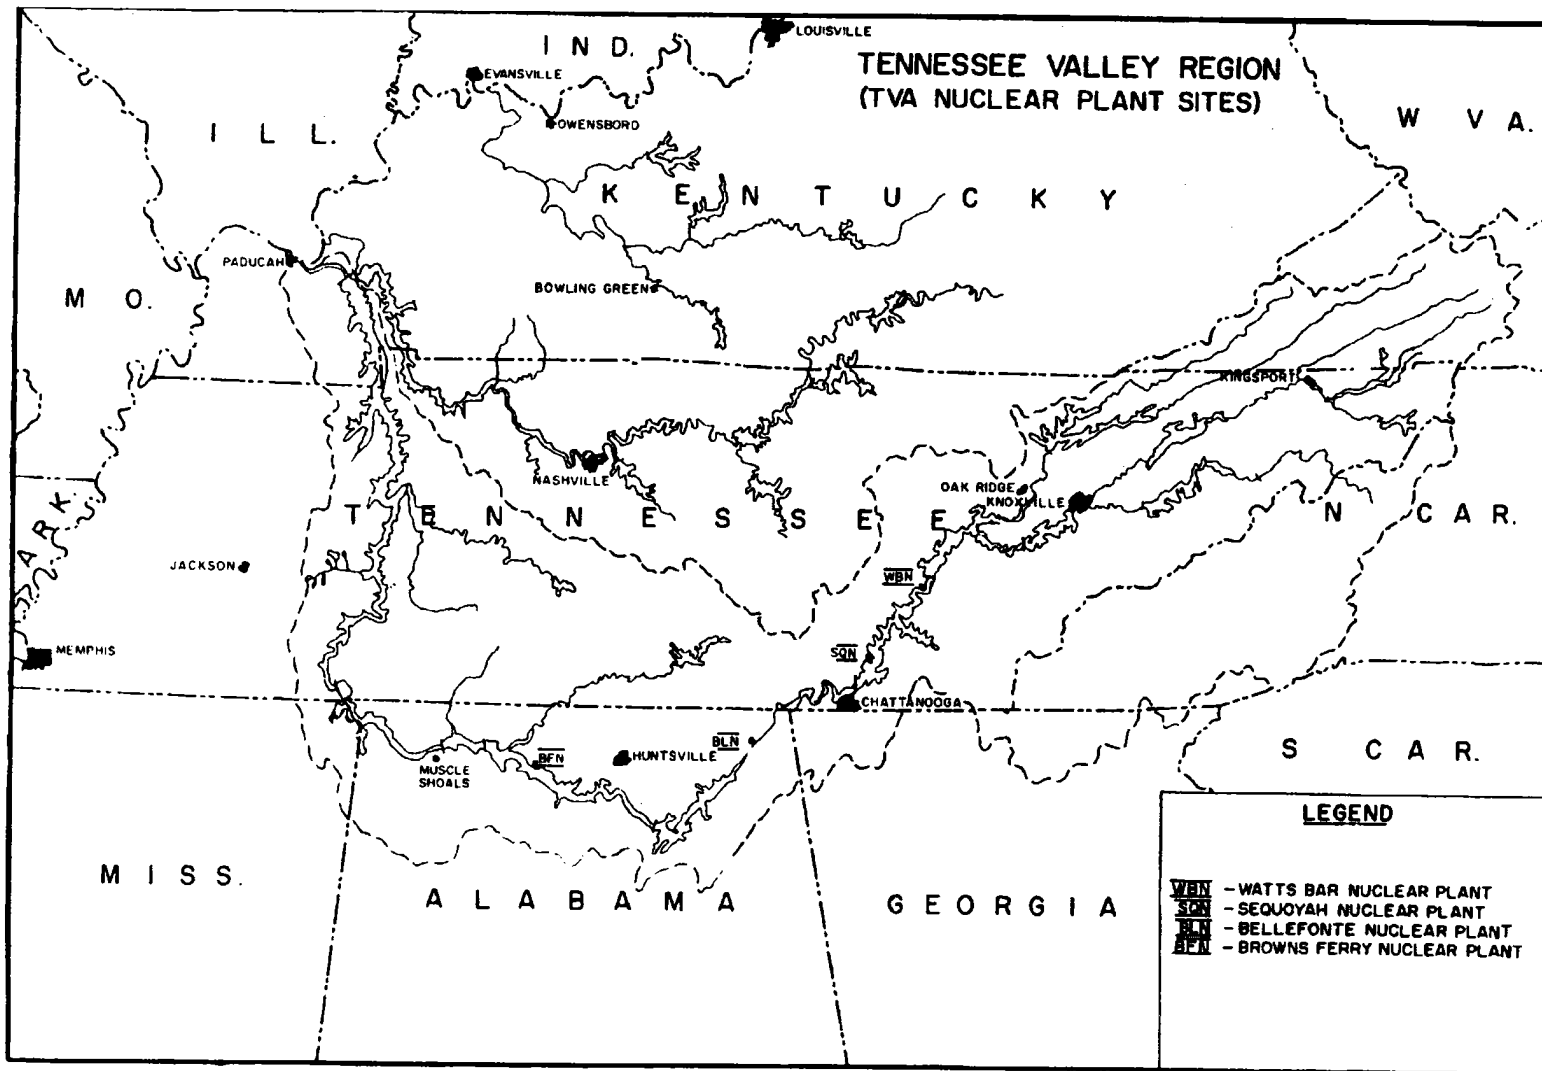 LOUISVILLE
I N D.
TENNESSEE VALLEY REGION
(TVA NUCLEAR PLANT SITES)
EVANSVILLE
OWENSBORD
W VA.
I L L.
K E N T U C K Y
PADUCAH
BOWLING GREEN
M O.
KINGSPORT
NASHVILLE
OAK RIDGE
KNOXVILLE
ARK.
T E N N E S S E E
N CAR.
JACKSON
WBN
MEMPHIS
SQN
CHATTANOOGA
BLN
HUNTSVILLE
BFN
MUSCLE
SHOALS
S CAR.
LEGEND
M I S S.
A L A B A M A
G E O R G I A
WBN - WATTS BAR NUCLEAR PLANT
SQN - SEQUOYAH NUCLEAR PLANT
BLN - BELLEFONTE NUCLEAR PLANT
BFN - BROWNS FERRY NUCLEAR PLANT